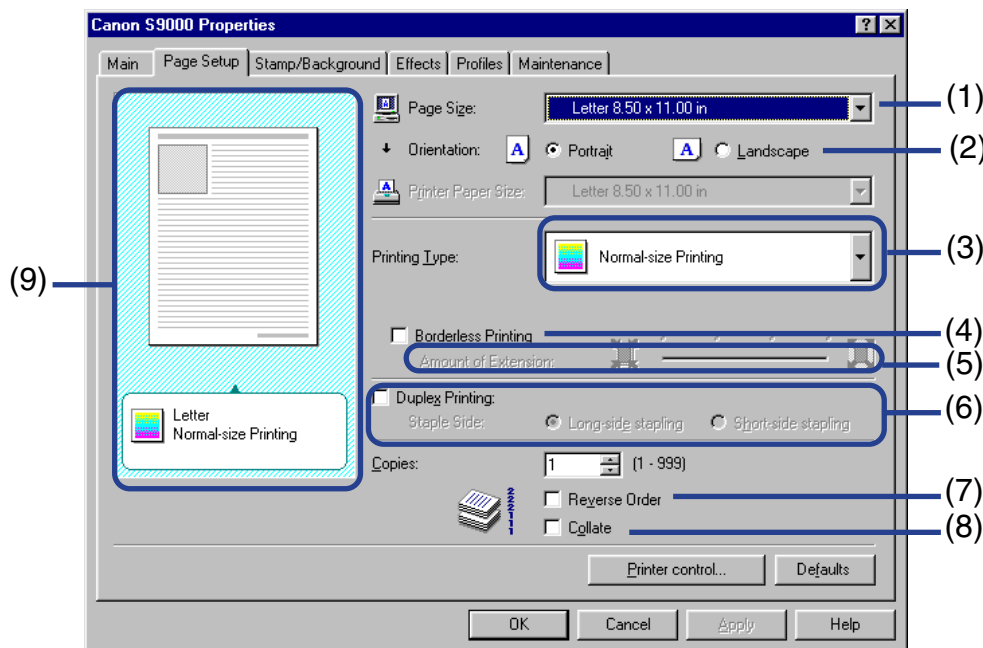 Canon S9000 Properties
Main Page Setup Stamp/Background Effects Profiles Maintenance
Page Size: Letter 8.50 x 11.00 in (1)
Orientation: A Portrait A Landscape (2)
Printer Paper Size: Letter 8.50 x 11.00 in
Printing Type: Normal-size Printing (3)
(9)
Borderless Printing (4)
Amount of Extension: (5)
Duplex Printing: (6)
Staple Side: Long-side stapling Short-side stapling
Letter
Normal-size Printing
Copies: 1 (1 - 999)
222111
Reverse Order (7)
Collate (8)
Printer control... Defaults
OK Cancel Apply Help